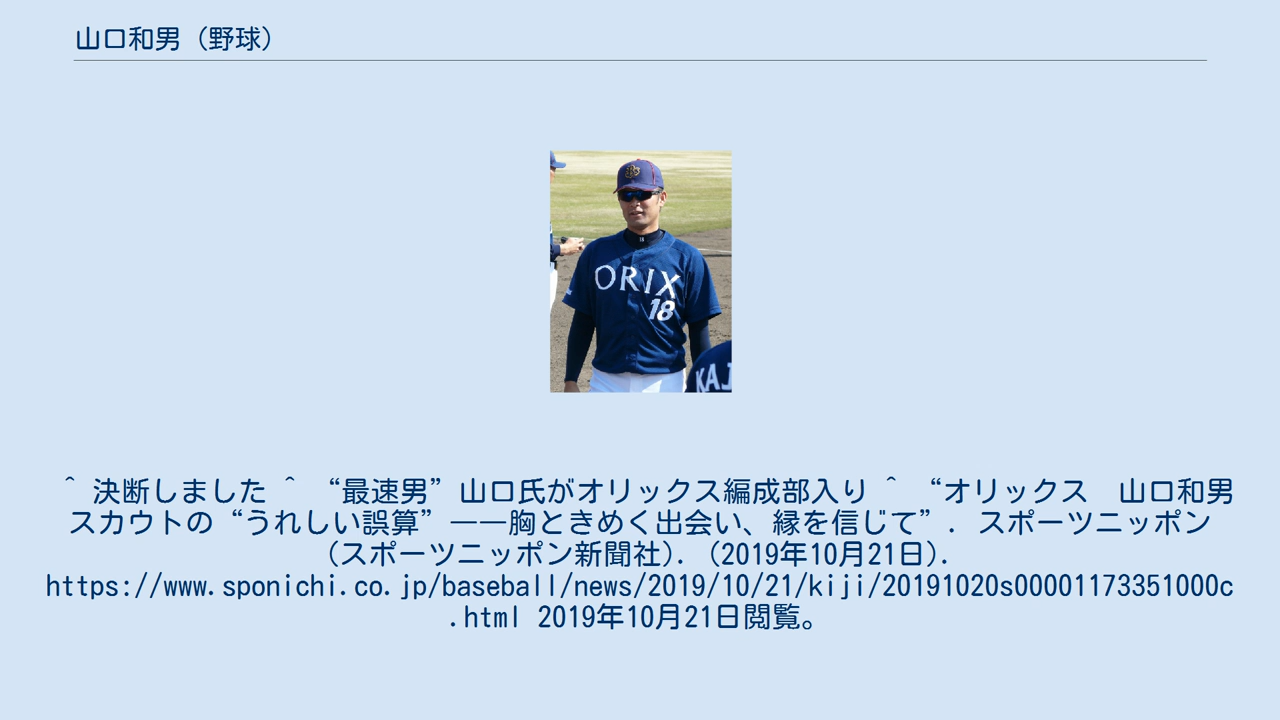 山口和男（野球）
ORIX
18
KAJ
^ 決断しました ^ “最速男”山口氏がオリックス編成部入り ^ “オリックス　山口和男
スカウトの“うれしい誤算”――胸ときめく出会い、縁を信じて”. スポーツニッポン
（スポーツニッポン新聞社). （2019年10月21日).
https://www.sponichi.co.jp/baseball/news/2019/10/21/kiji/20191020s00001173351000c
.html 2019年10月21日閲覧。